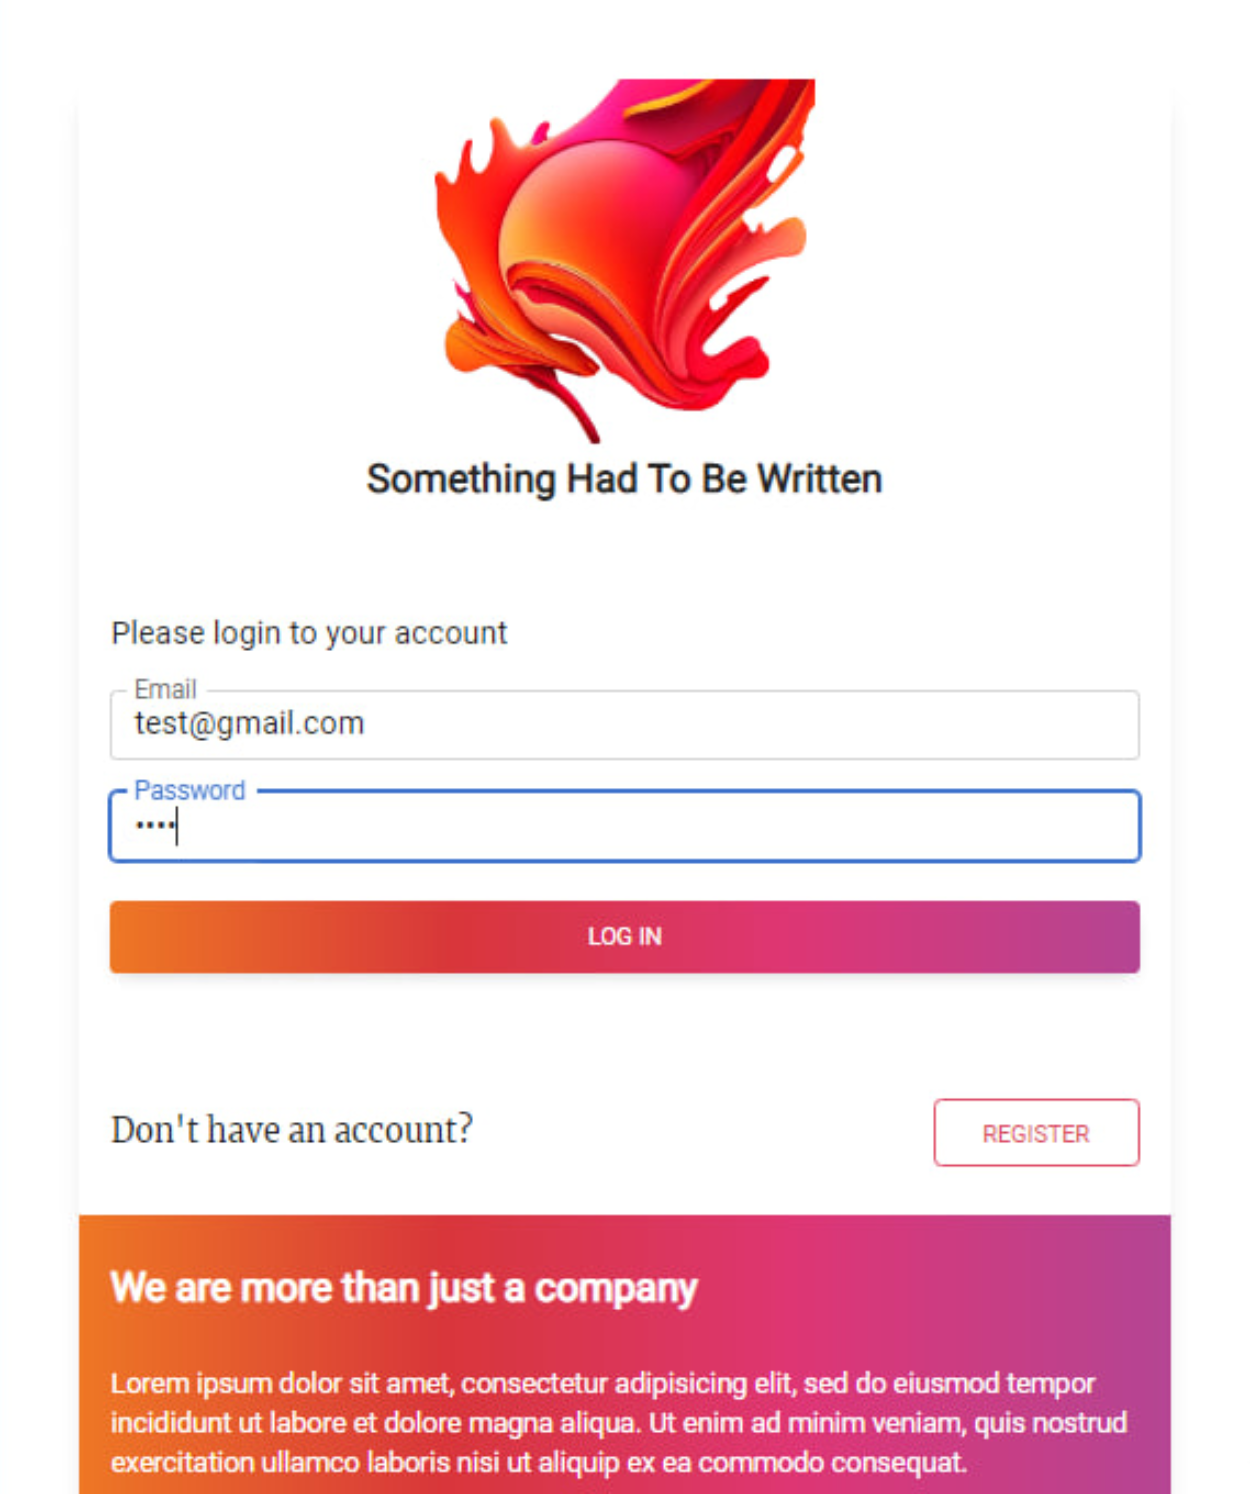 Something Had To Be Written
Please login to your account
Email
test@gmail.com
Password
••••
LOG IN
Don't have an account?
REGISTER
We are more than just a company
Lorem ipsum dolor sit amet, consectetur adipisicing elit, sed do eiusmod tempor
incididunt ut labore et dolore magna aliqua. Ut enim ad minim veniam, quis nostrud
exercitation ullamco laboris nisi ut aliquip ex ea commodo consequat.